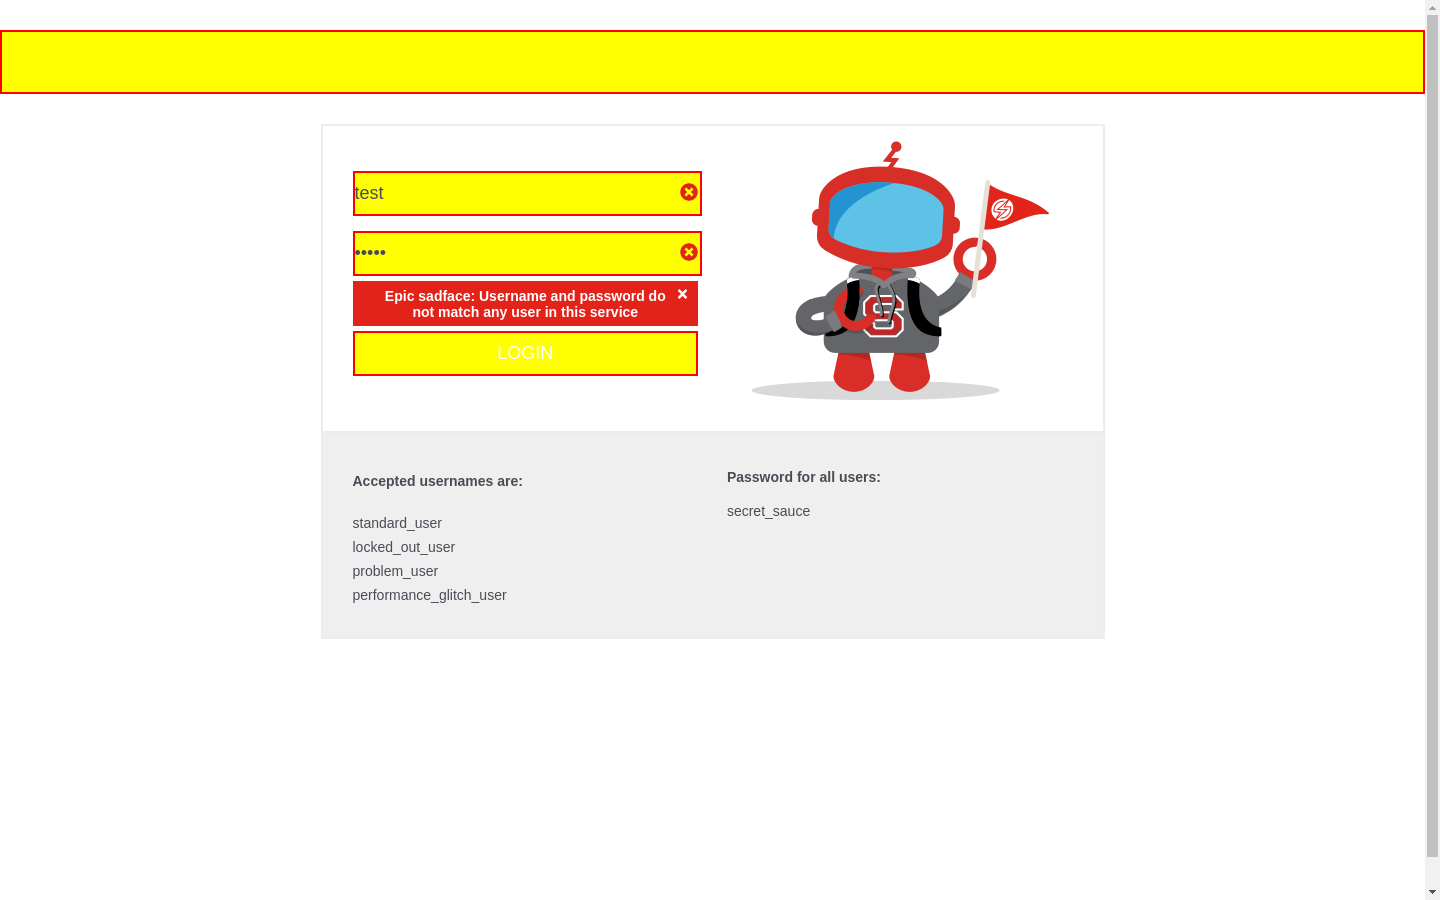 test
•••••
Epic sadface: Username and password do
not match any user in this service
LOGIN
Accepted usernames are:
standard_user
locked_out_user
problem_user
performance_glitch_user
Password for all users:
secret_sauce